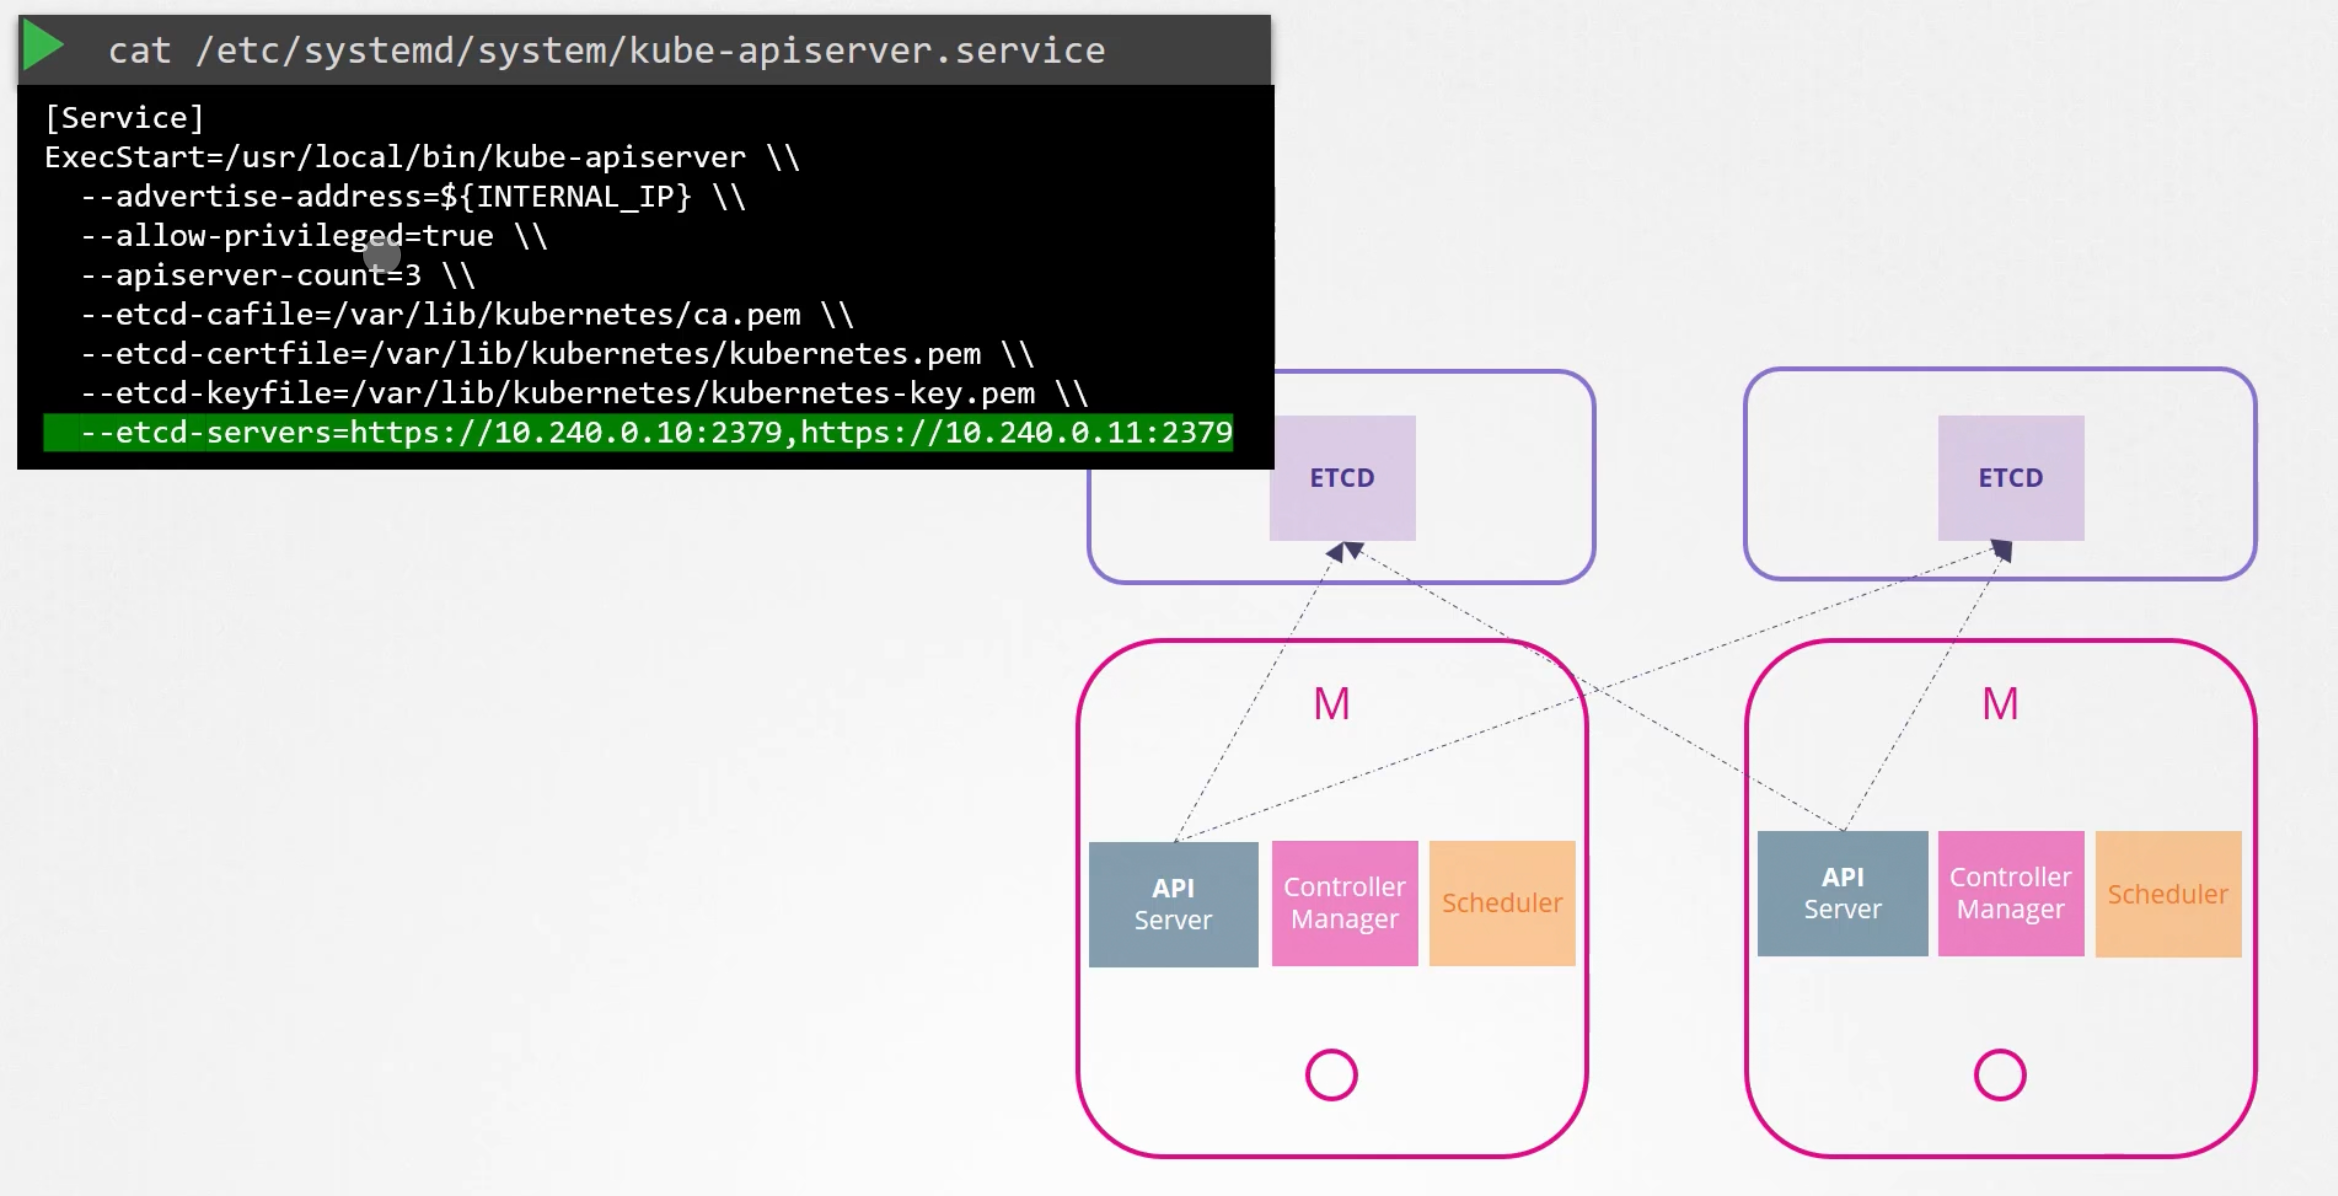 cat /etc/systemd/system/kube-apiserver.service
[Service]
ExecStart=/usr/local/bin/kube-apiserver \\
  --advertise-address=${INTERNAL_IP} \\
  --allow-privileged=true \\
  --apiserver-count=3 \\
  --etcd-cafile=/var/lib/kubernetes/ca.pem \\
  --etcd-certfile=/var/lib/kubernetes/kubernetes.pem \\
  --etcd-keyfile=/var/lib/kubernetes/kubernetes-key.pem \\
  --etcd-servers=https://10.240.0.10:2379,https://10.240.0.11:2379
ETCD
ETCD
M
M
API
Server
Controller
Manager
Scheduler
API
Server
Controller
Manager
Scheduler